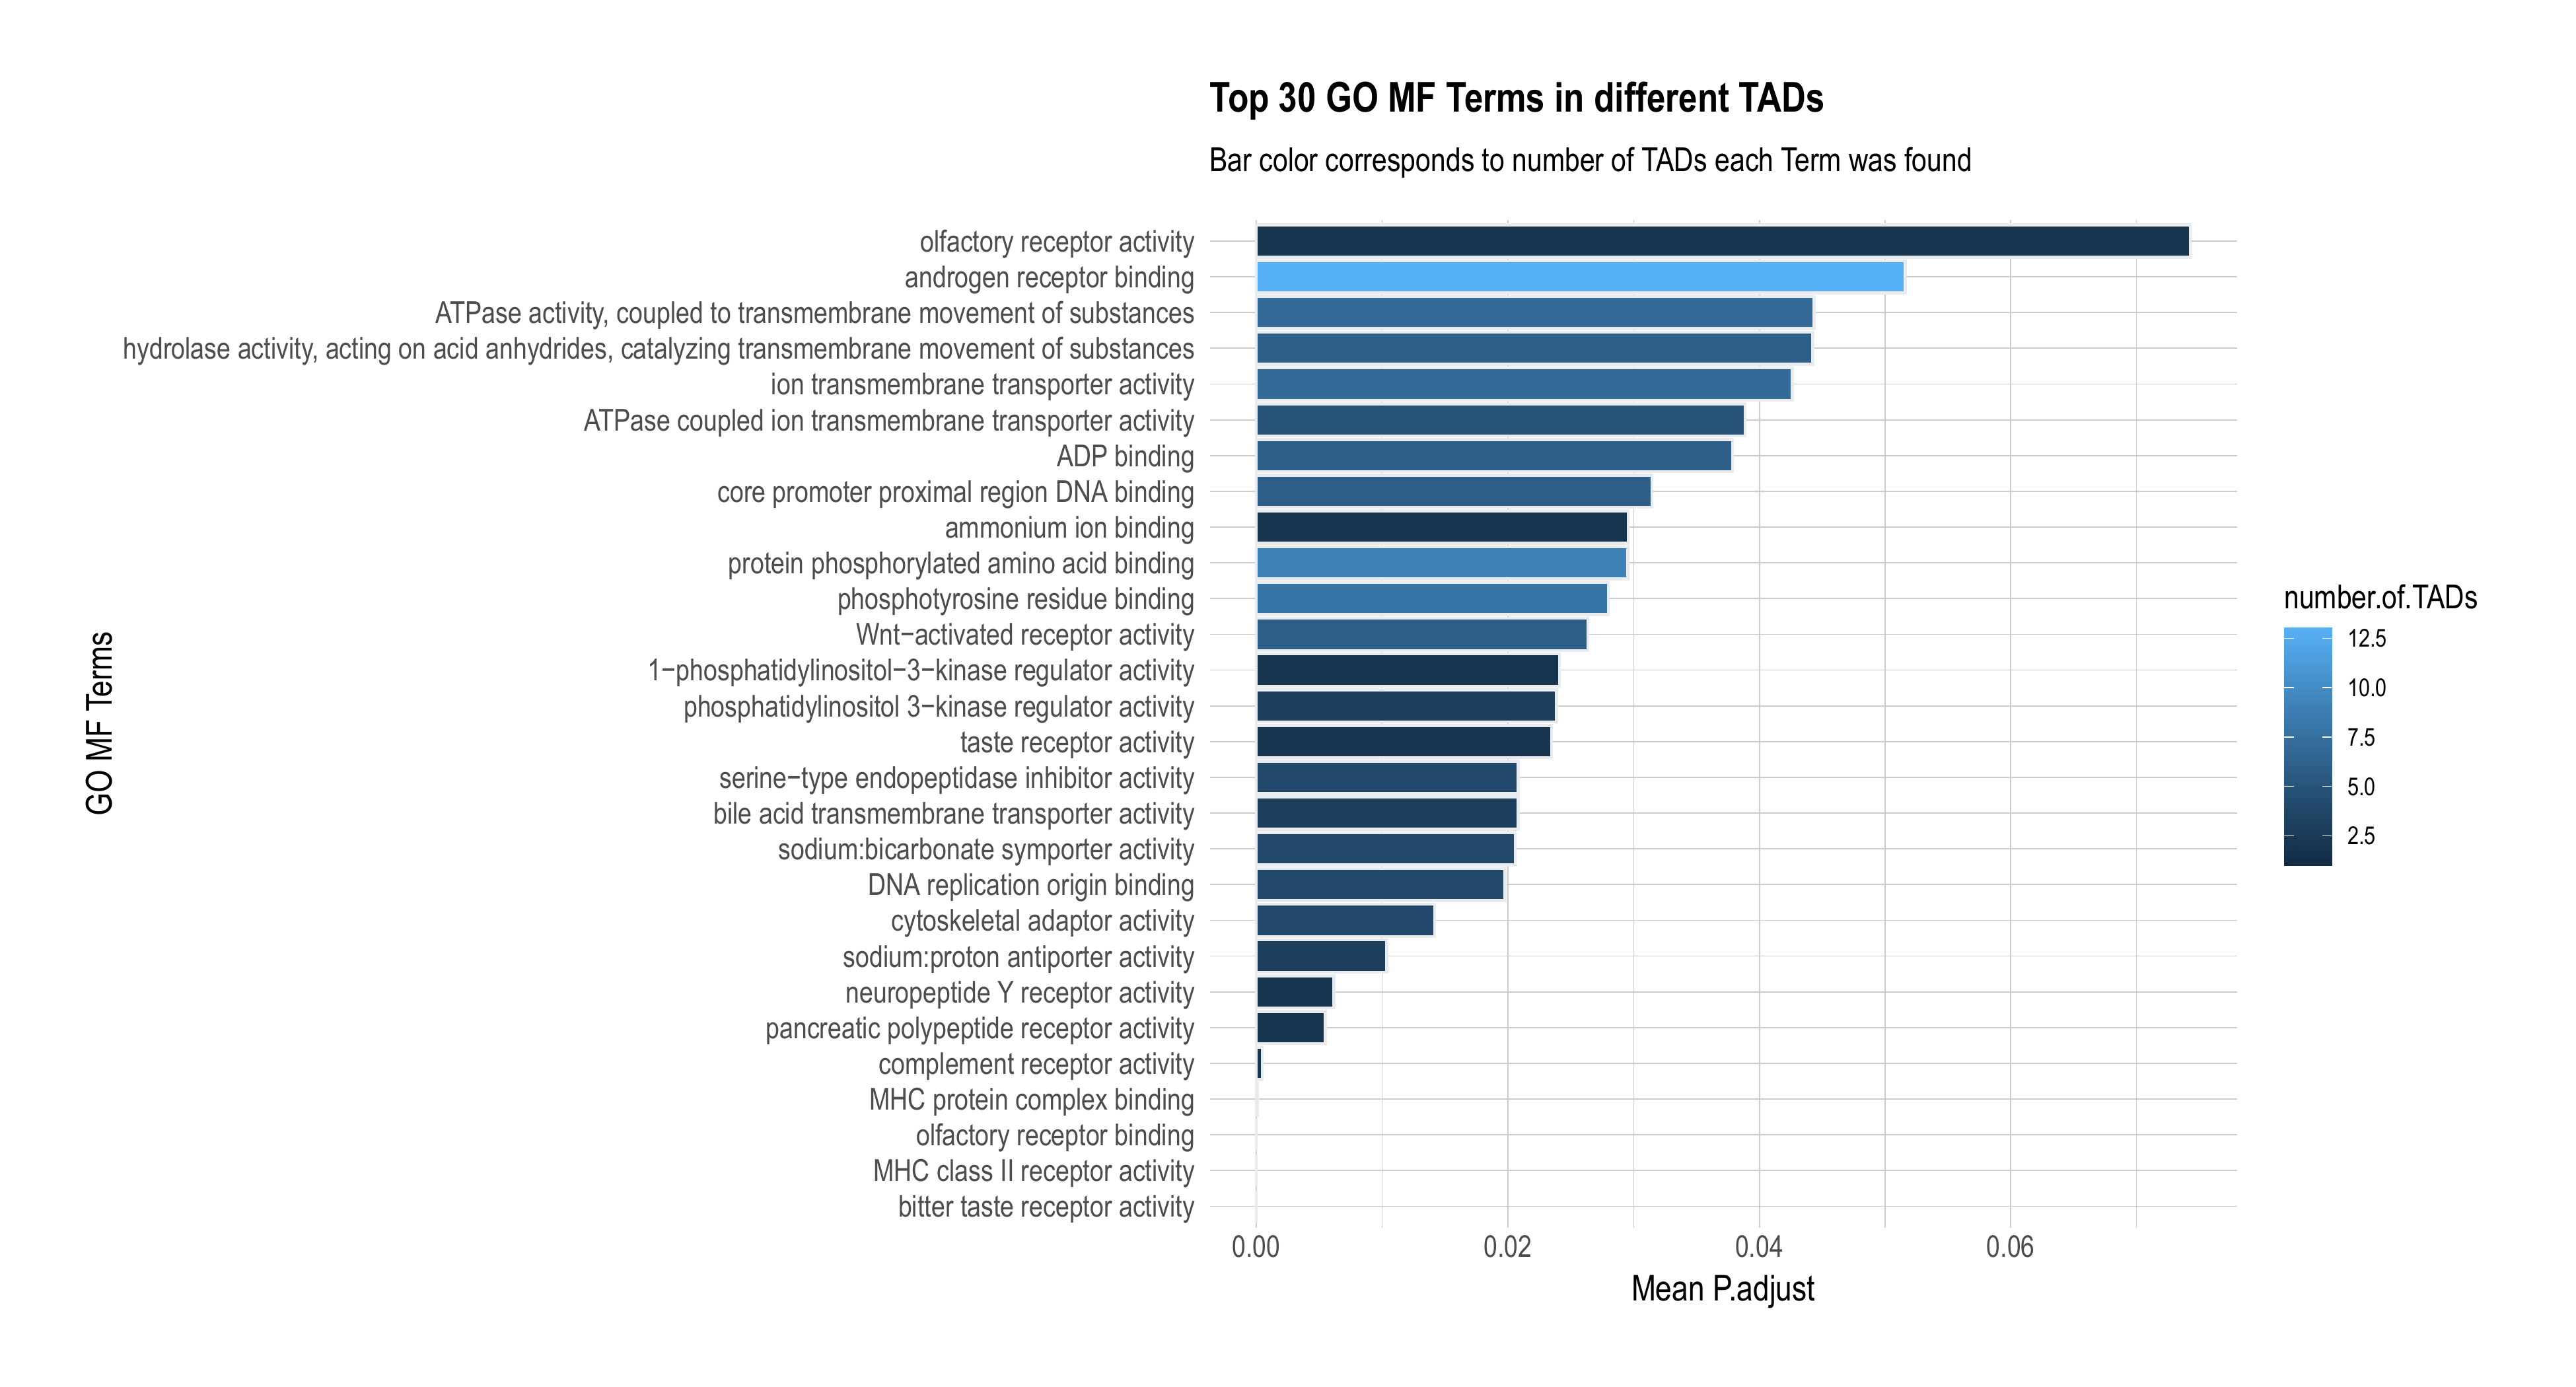 Top 30 GO MF Terms in different TADs
Bar color corresponds to number of TADs each Term was found
GO MF Terms
olfactory receptor activity
androgen receptor binding
ATPase activity, coupled to transmembrane movement of substances
hydrolase activity, acting on acid anhydrides, catalyzing transmembrane movement of substances
ion transmembrane transporter activity
ATPase coupled ion transmembrane transporter activity
ADP binding
core promoter proximal region DNA binding
ammonium ion binding
protein phosphorylated amino acid binding
phosphotyrosine residue binding
Wnt−activated receptor activity
1−phosphatidylinositol−3−kinase regulator activity
phosphatidylinositol 3−kinase regulator activity
taste receptor activity
serine−type endopeptidase inhibitor activity
bile acid transmembrane transporter activity
sodium:bicarbonate symporter activity
DNA replication origin binding
cytoskeletal adaptor activity
sodium:proton antiporter activity
neuropeptide Y receptor activity
pancreatic polypeptide receptor activity
complement receptor activity
MHC protein complex binding
olfactory receptor binding
MHC class II receptor activity
bitter taste receptor activity
0.00 0.02 0.04 0.06
Mean P.adjust
number.of.TADs
12.5
10.0
7.5
5.0
2.5